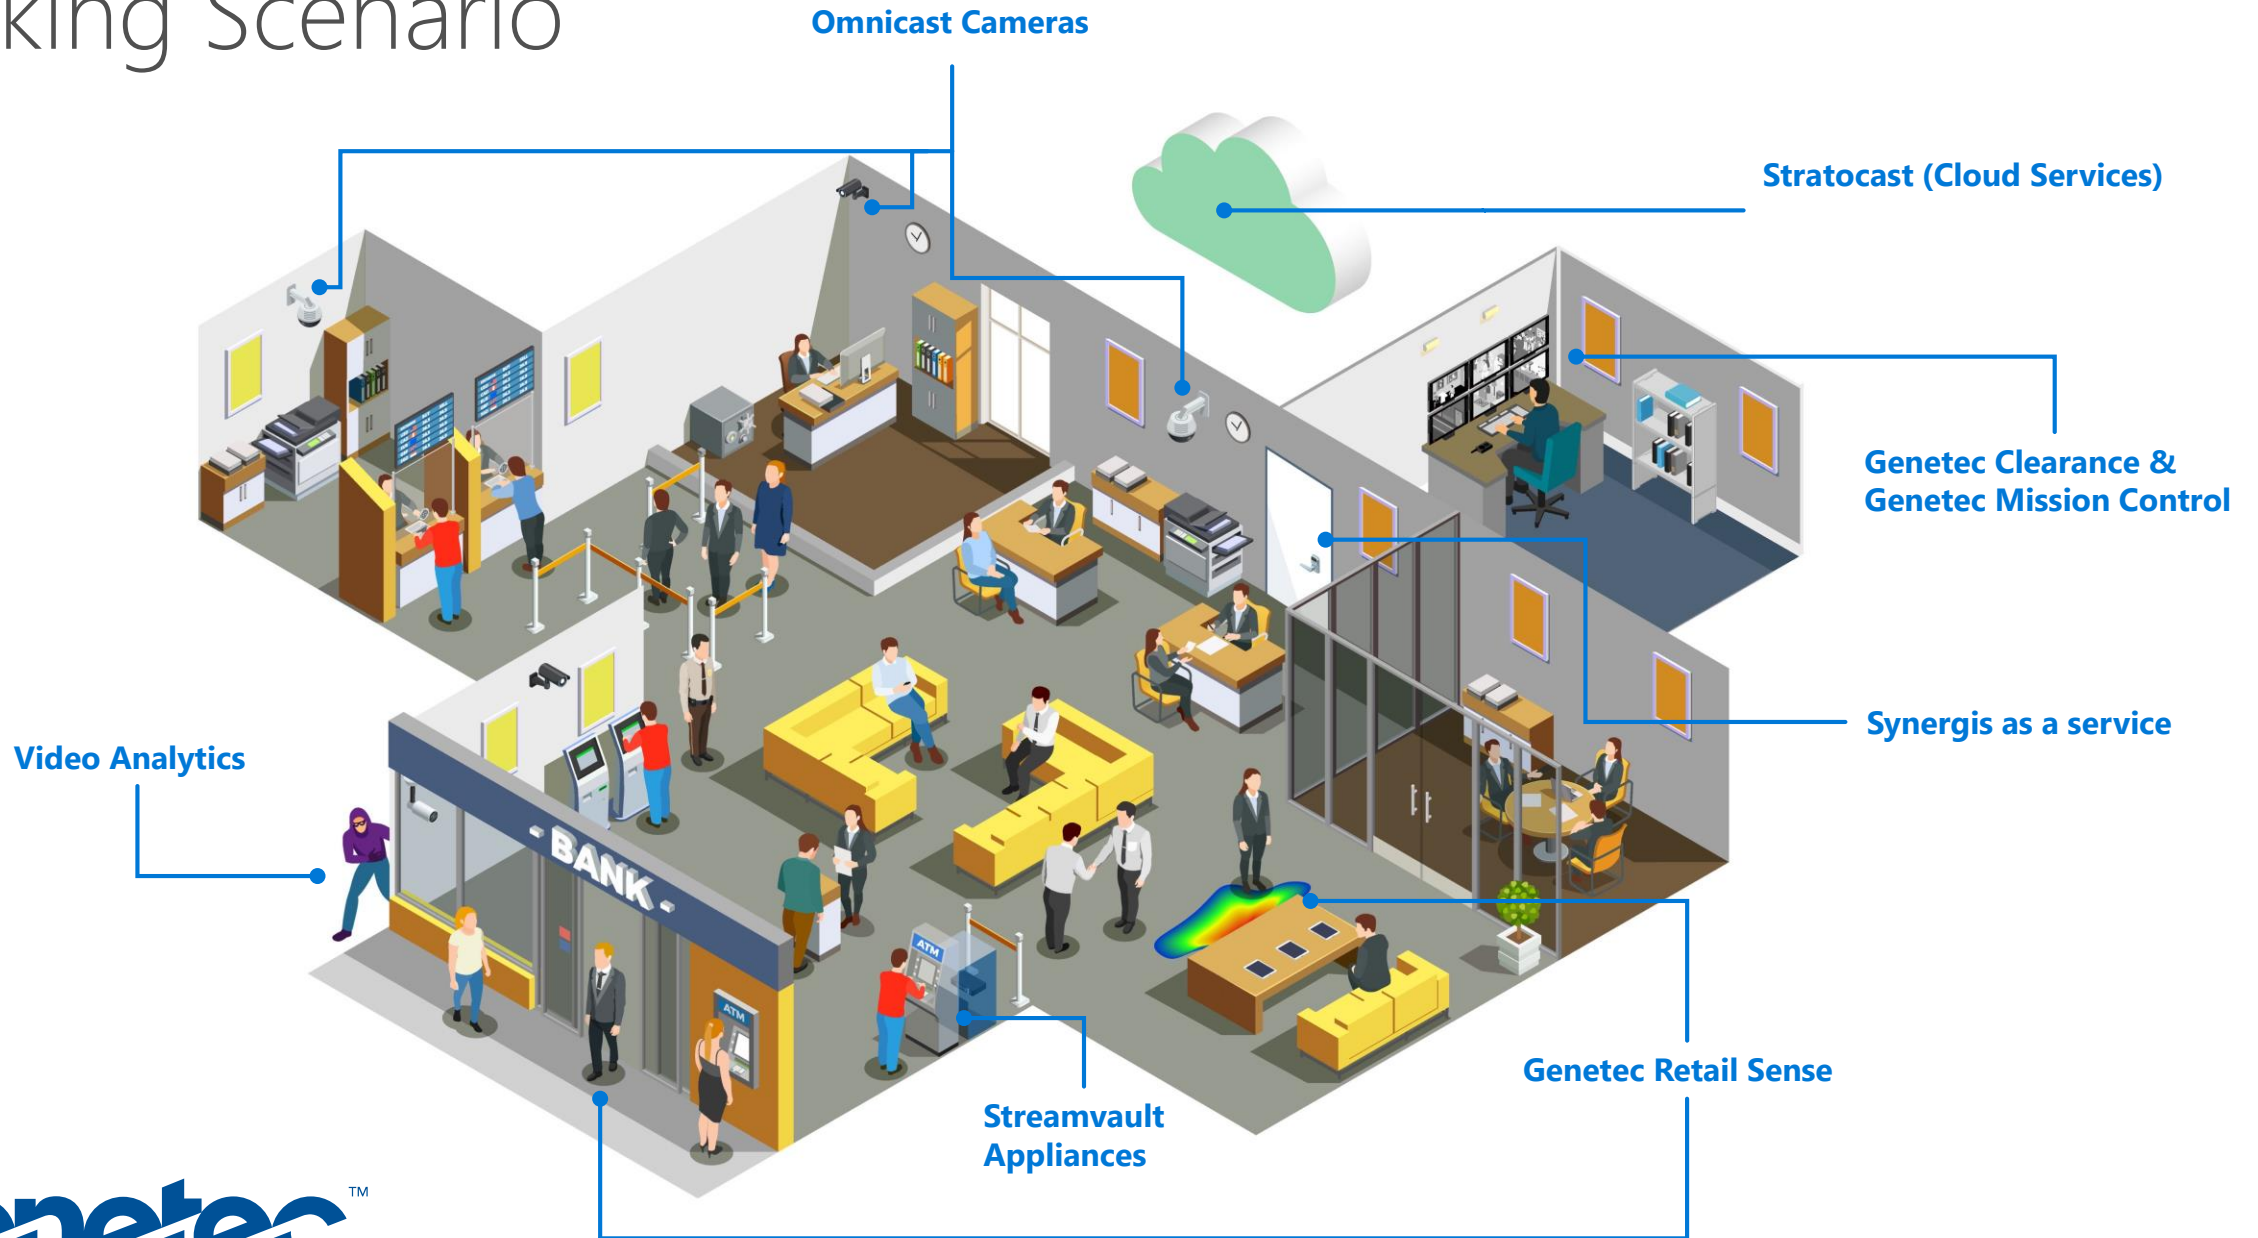 king Scenario
Omnicast Cameras
Stratocast (Cloud Services)
Genetec Clearance &
Genetec Mission Control
Synergis as a service
Video Analytics
- BANK -
ATM
ATM
Genetec Retail Sense
Streamvault
Appliances
enetec™